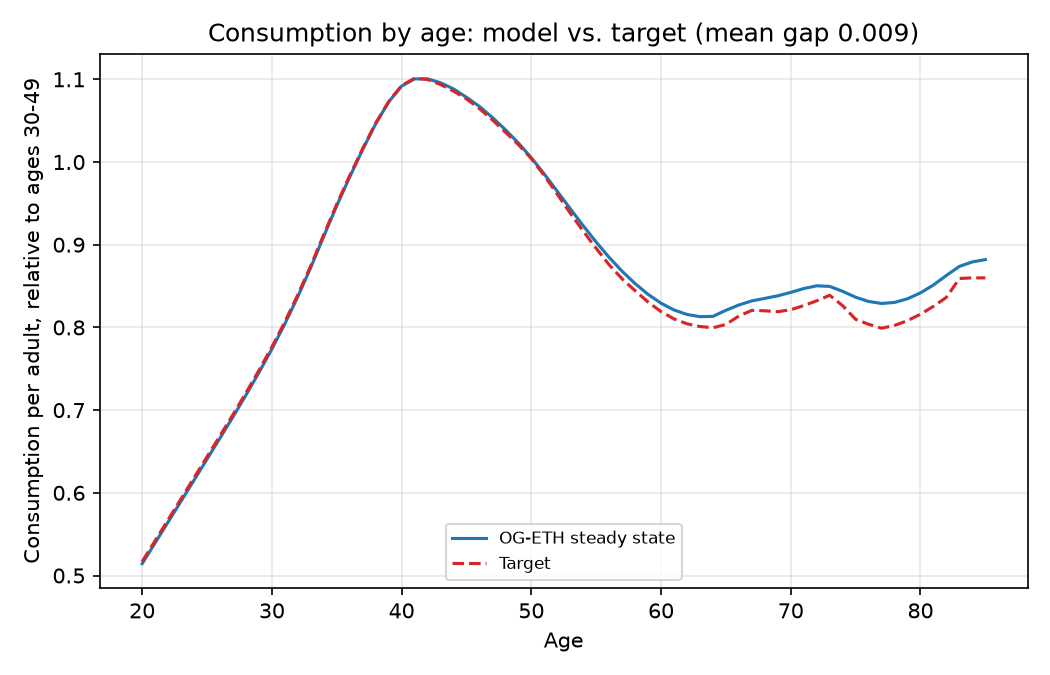 Consumption by age: model vs. target (mean gap 0.009)
Consumption per adult, relative to ages 30-49
1.1
1.0
0.9
0.8
0.7
0.6
0.5
OG-ETH steady state
Target
20 30 40 50 60 70 80
Age